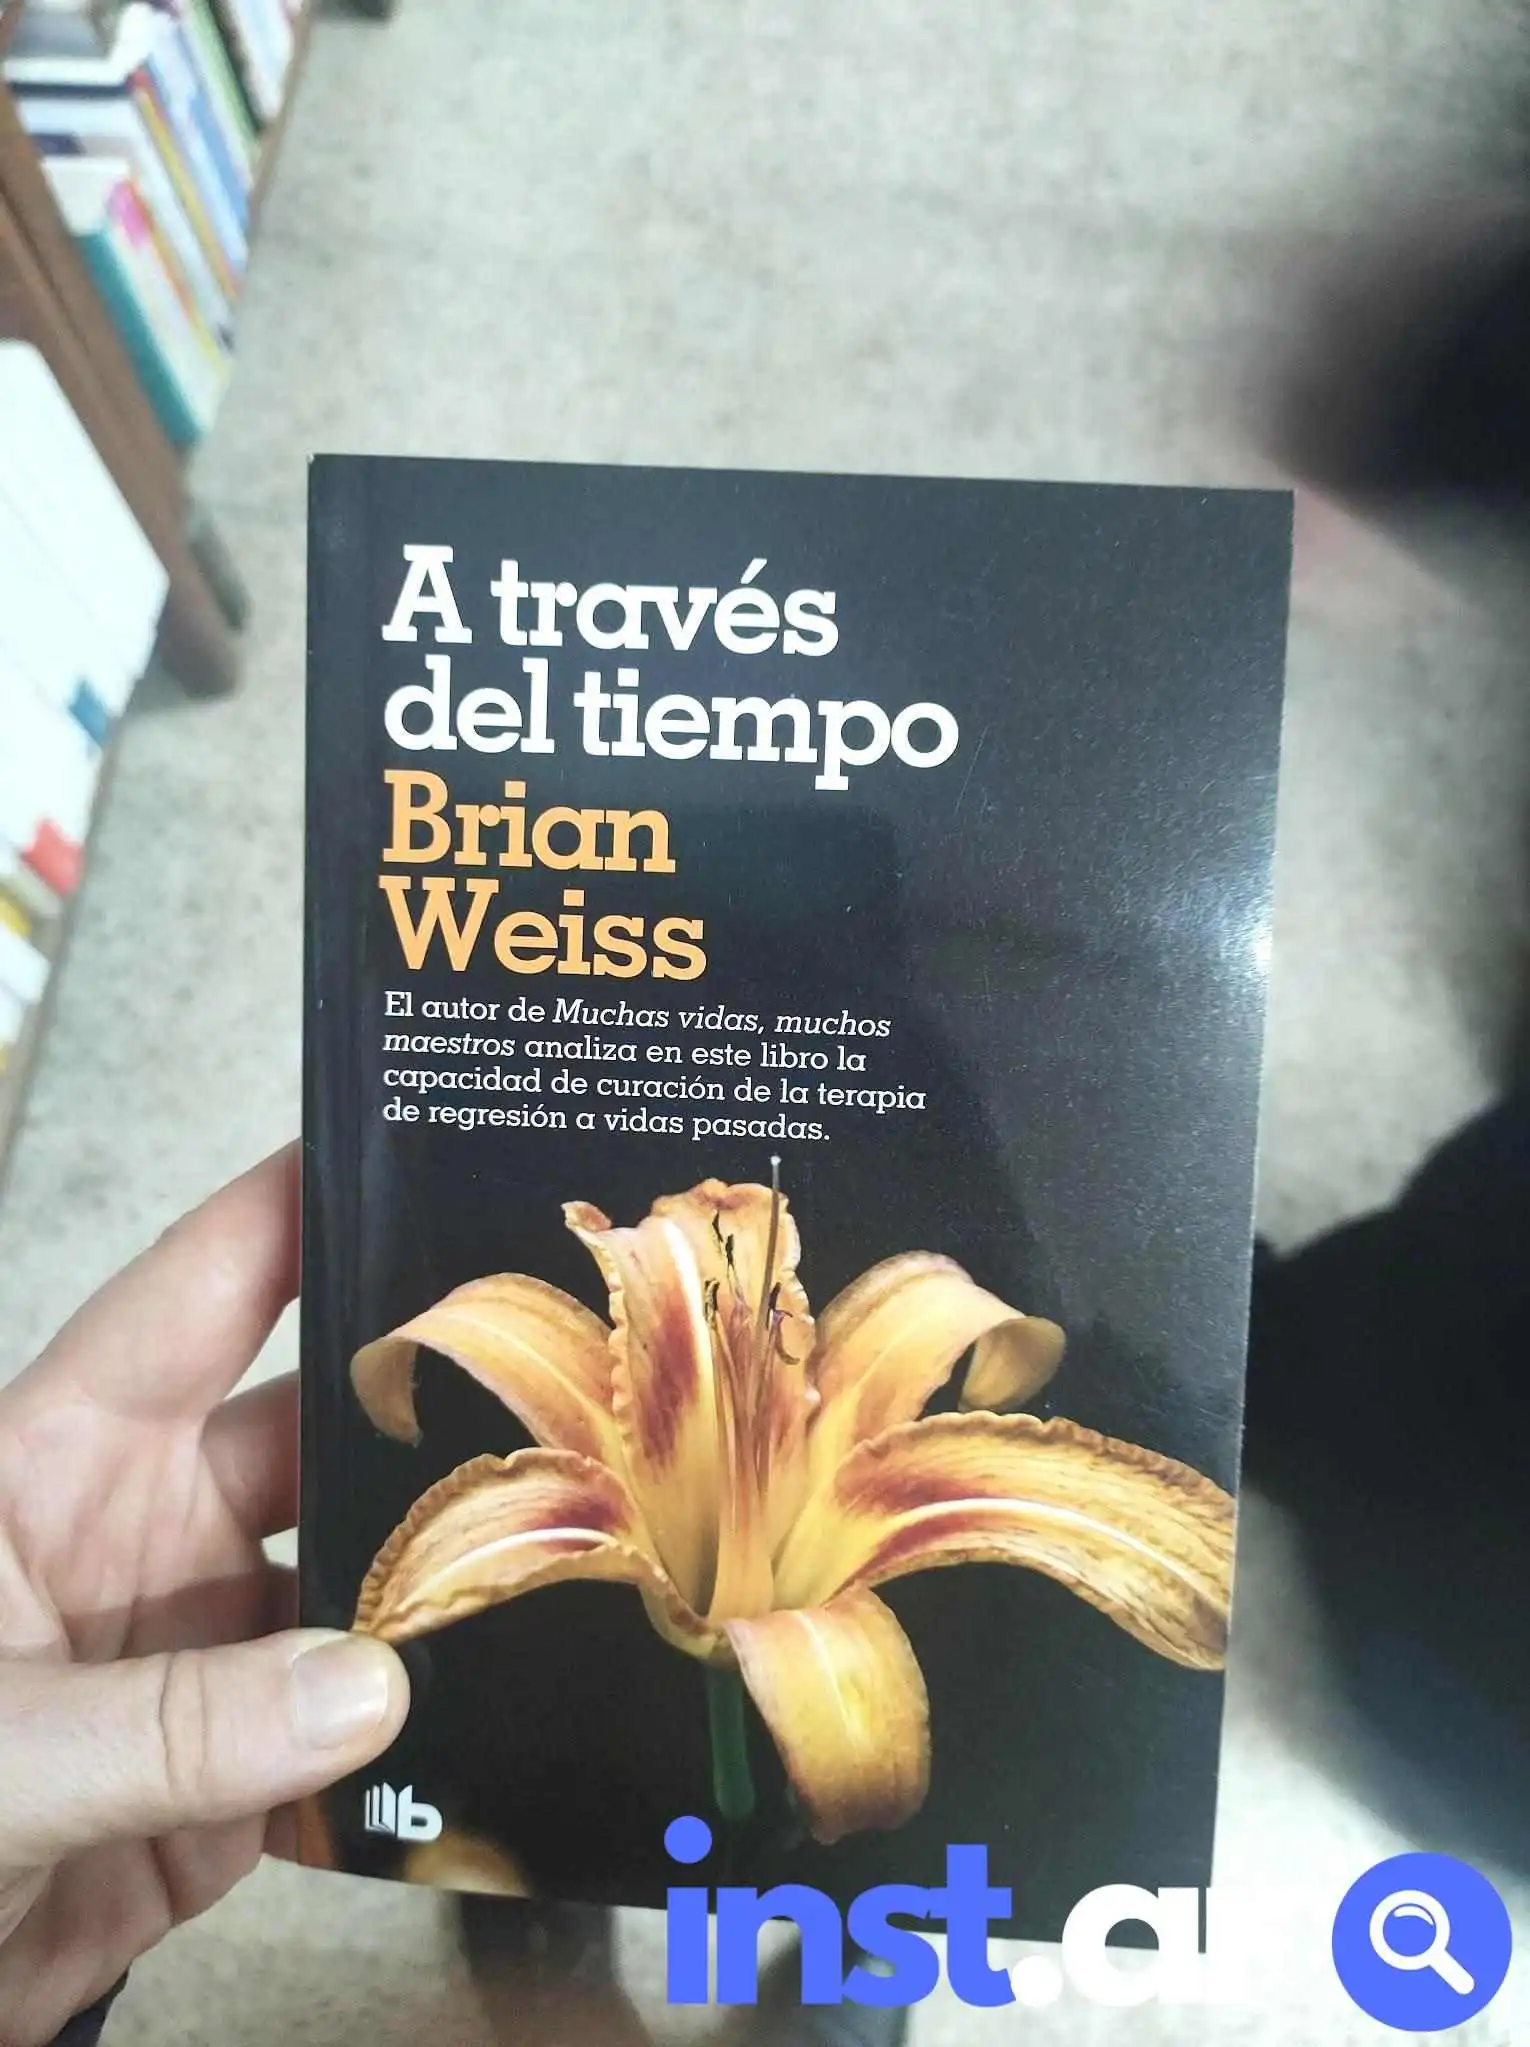 A través
del tiempo
Brian
Weiss
El autor de Muchas vidas, muchos
maestros analiza en este libro la
capacidad de curación de la terapia
de regresión a vidas pasadas.
b
inst.ar